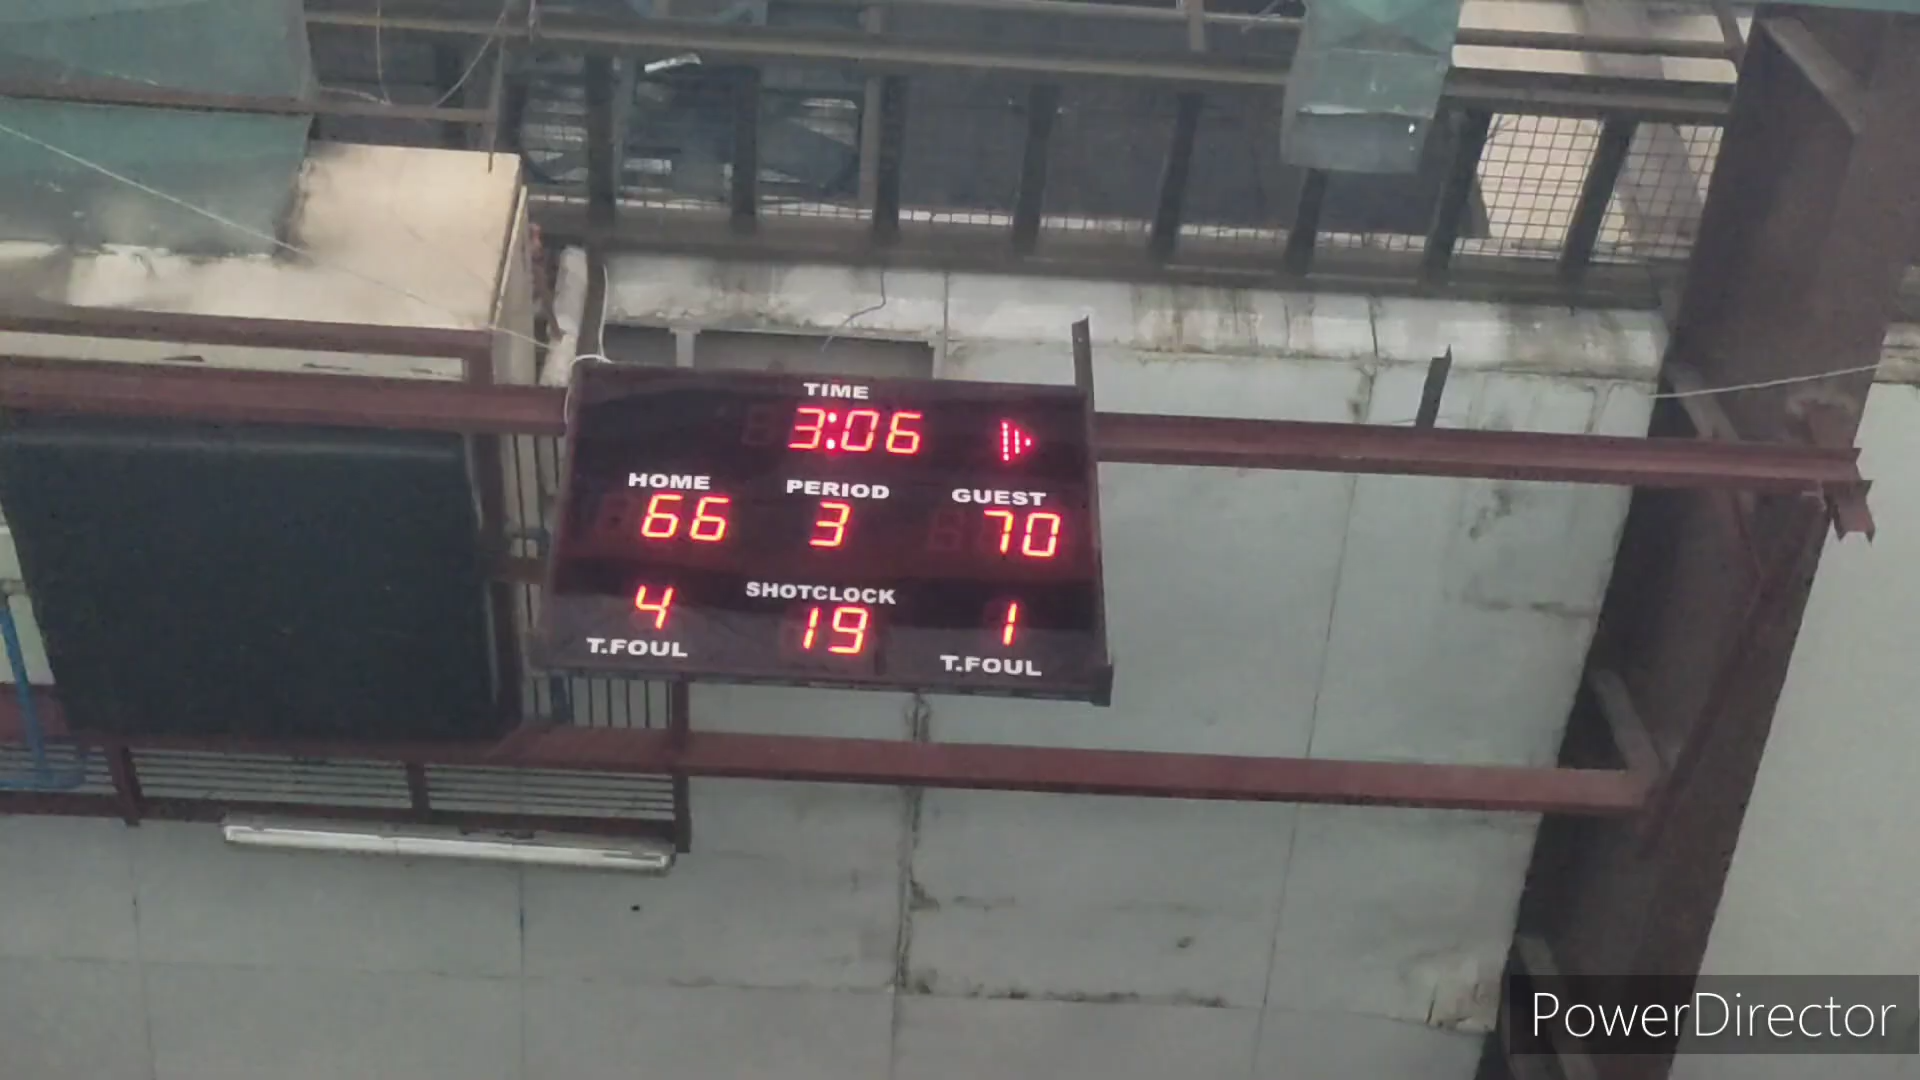 TIME
3:06
HOME PERIOD GUEST
66 3 70
SHOTCLOCK
4 19 1
T.FOUL T.FOUL
PowerDirector